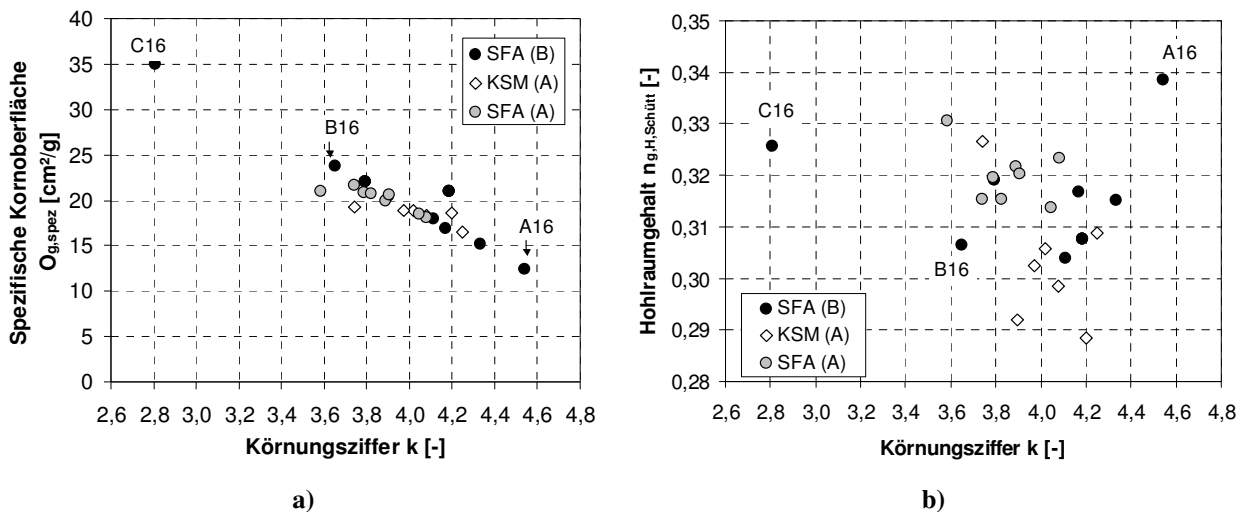 Spezifische Kornoberfläche
O_g,spez [cm²/g]
40
35
30
25
20
15
10
5
0
C16
B16
A16
SFA (B)
KSM (A)
SFA (A)
2,6 2,8 3,0 3,2 3,4 3,6 3,8 4,0 4,2 4,4 4,6 4,8
Körnungsziffer k [-]
a)
Hohlraumgehalt n_g,H,Schütt [-]
0,35
0,34
0,33
0,32
0,31
0,30
0,29
0,28
A16
C16
B16
SFA (B)
KSM (A)
SFA (A)
2,6 2,8 3,0 3,2 3,4 3,6 3,8 4,0 4,2 4,4 4,6 4,8
Körnungsziffer k [-]
b)